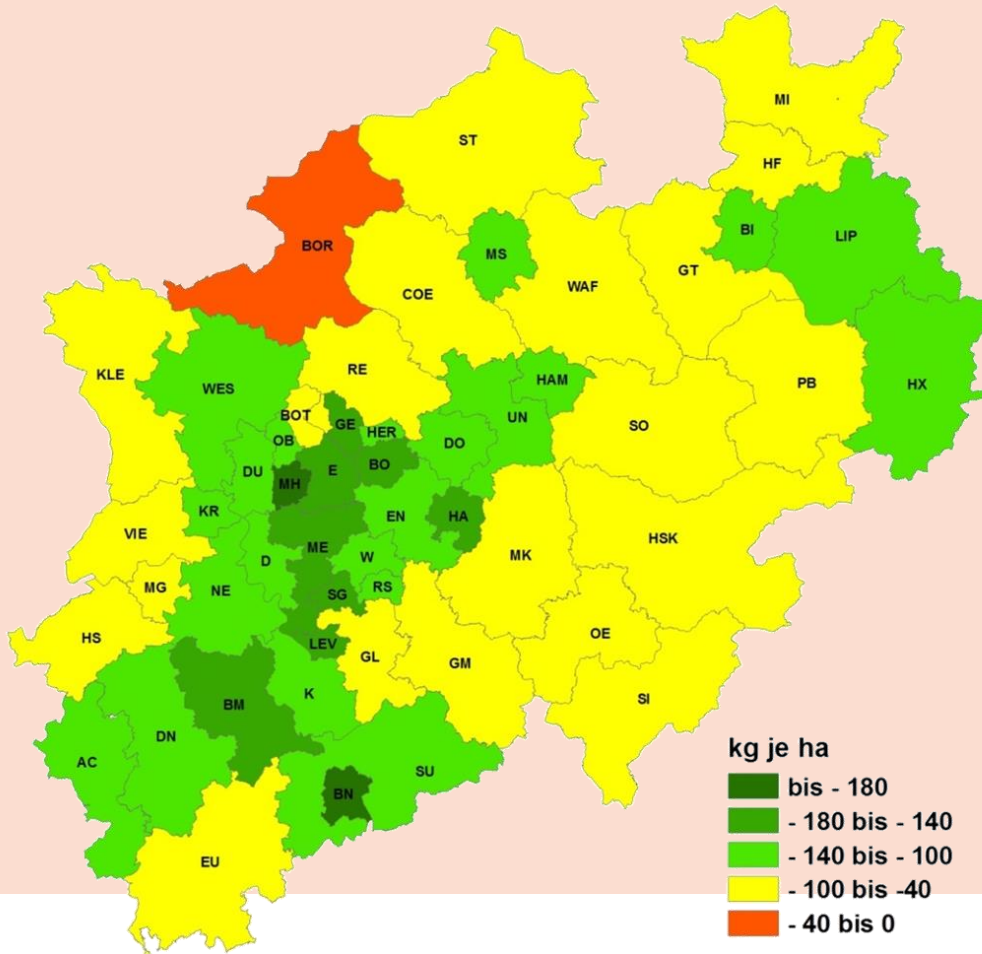 MI
ST
HF
BI
LIP
BOR
MS
GT
WAF
COE
KLE
RE
WES
HAM
PB
HX
BOT
GE
HER
UN
SO
OB
DO
BO
E
DU
MH
KR
EN
HA
VIE
HSK
ME
MK
W
D
MG
NE
RS
SG
HS
OE
LEV
GL
GM
K
SI
BM
DN
AC
SU
BN
EU
kg je ha
bis - 180
- 180 bis - 140
- 140 bis - 100
- 100 bis -40
- 40 bis 0